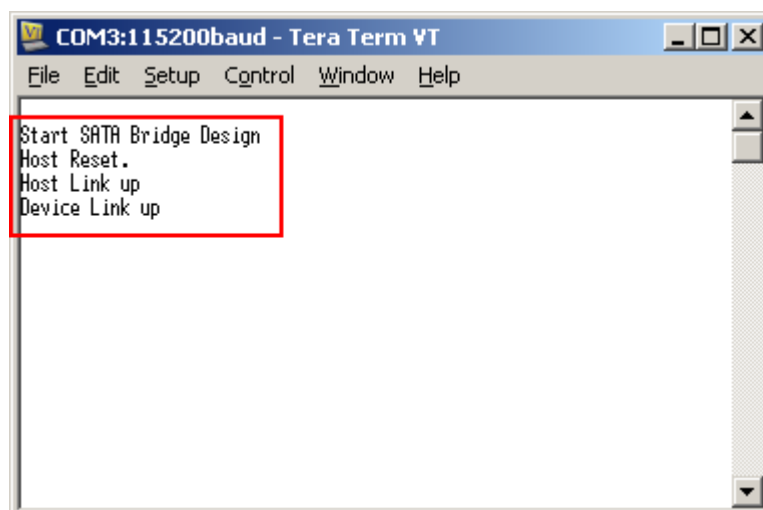 COM3:115200baud - Tera Term VT
File Edit Setup Control Window Help
Start SATA Bridge Design
Host Reset.
Host Link up
Device Link up